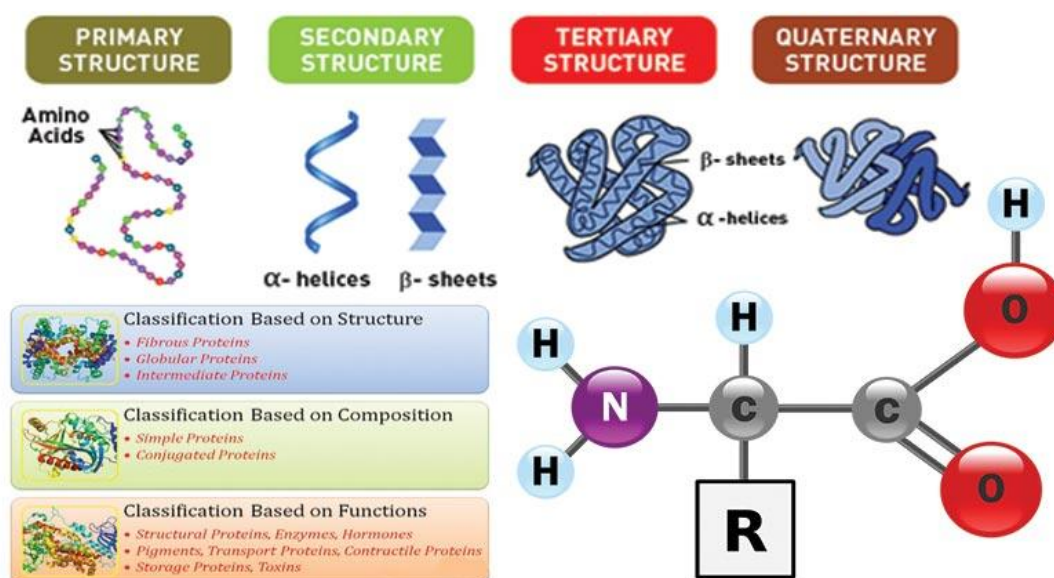 PRIMARY
STRUCTURE
SECONDARY
STRUCTURE
TERTIARY
STRUCTURE
QUATERNARY
STRUCTURE
Amino
Acids
α- helices
β- sheets
β- sheets
α -helices
Classification Based on Structure
• Fibrous Proteins
• Globular Proteins
• Intermediate Proteins
Classification Based on Composition
• Simple Proteins
• Conjugated Proteins
Classification Based on Functions
• Structural Proteins, Enzymes, Hormones
• Pigments, Transport Proteins, Contractile Proteins
• Storage Proteins, Toxins
H
H
H
O
N
C
C
H
O
R